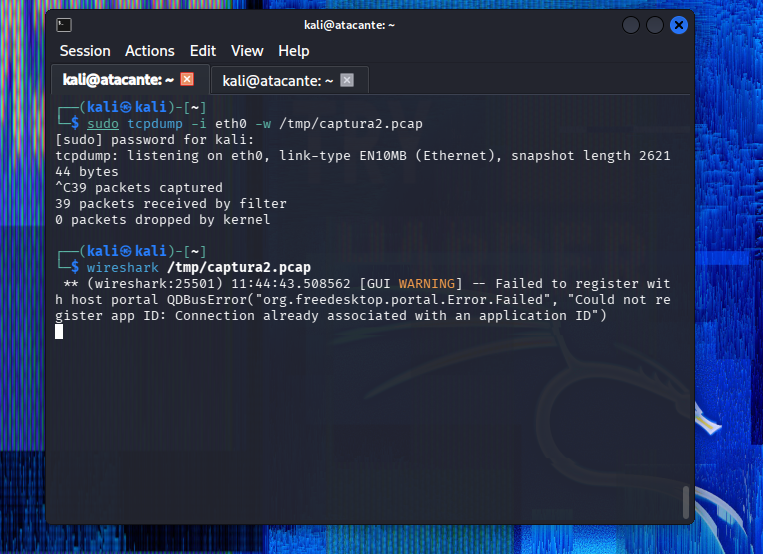 kali@atacante: ~
Session Actions Edit View Help
kali@atacante: ~ kali@atacante: ~
┌──(kali㉿kali)-[~]
└─$ sudo tcpdump -i eth0 -w /tmp/captura2.pcap
[sudo] password for kali:
tcpdump: listening on eth0, link-type EN10MB (Ethernet), snapshot length 2621
44 bytes
^C39 packets captured
39 packets received by filter
0 packets dropped by kernel
┌──(kali㉿kali)-[~]
└─$ wireshark /tmp/captura2.pcap
** (wireshark:25501) 11:44:43.508562 [GUI WARNING] -- Failed to register wit
h host portal QDBusError("org.freedesktop.portal.Error.Failed", "Could not re
gister app ID: Connection already associated with an application ID")